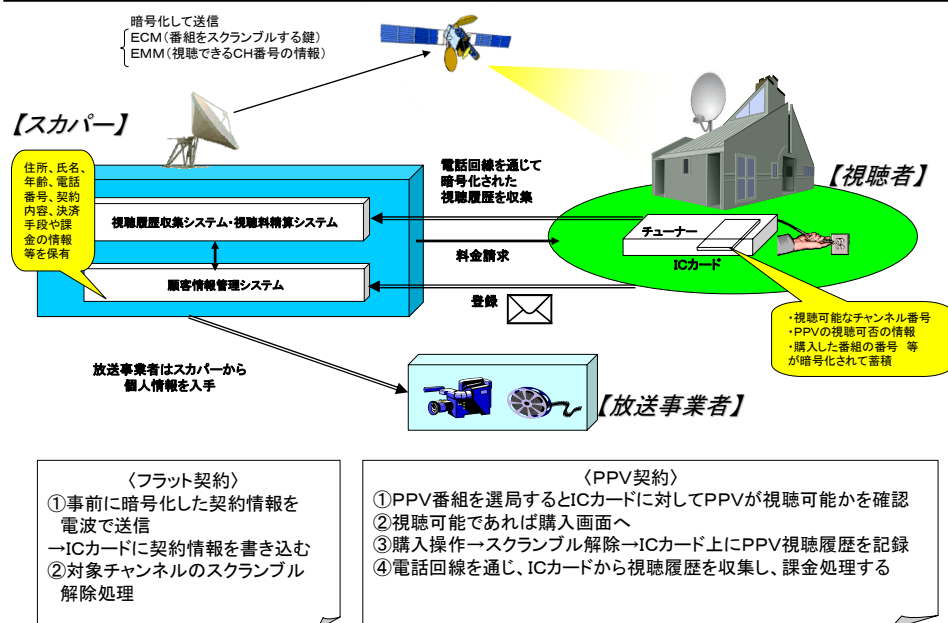 暗号化して送信
ECM(番組をスクランブルする鍵)
EMM(視聴できるCH番号の情報)
【スカパー】
住所、氏名、
年齢、電話
番号、契約
内容、決済
手段や課
金の情報
等を保有
視聴履歴収集システム・視聴料精算システム
顧客情報管理システム
電話回線を通じて
暗号化された
視聴履歴を収集
料金請求
登録
【視聴者】
チューナー
ICカード
・視聴可能なチャンネル番号
・PPVの視聴可否の情報
・購入した番組の番号 等
が暗号化されて蓄積
放送事業者はスカパーから
個人情報を入手
【放送事業者】
〈フラット契約〉
①事前に暗号化した契約情報を
電波で送信
→ICカードに契約情報を書き込む
②対象チャンネルのスクランブル
解除処理
〈PPV契約〉
①PPV番組を選局するとICカードに対してPPVが視聴可能かを確認
②視聴可能であれば購入画面へ
③購入操作→スクランブル解除→ICカード上にPPV視聴履歴を記録
④電話回線を通じ、ICカードから視聴履歴を収集し、課金処理する